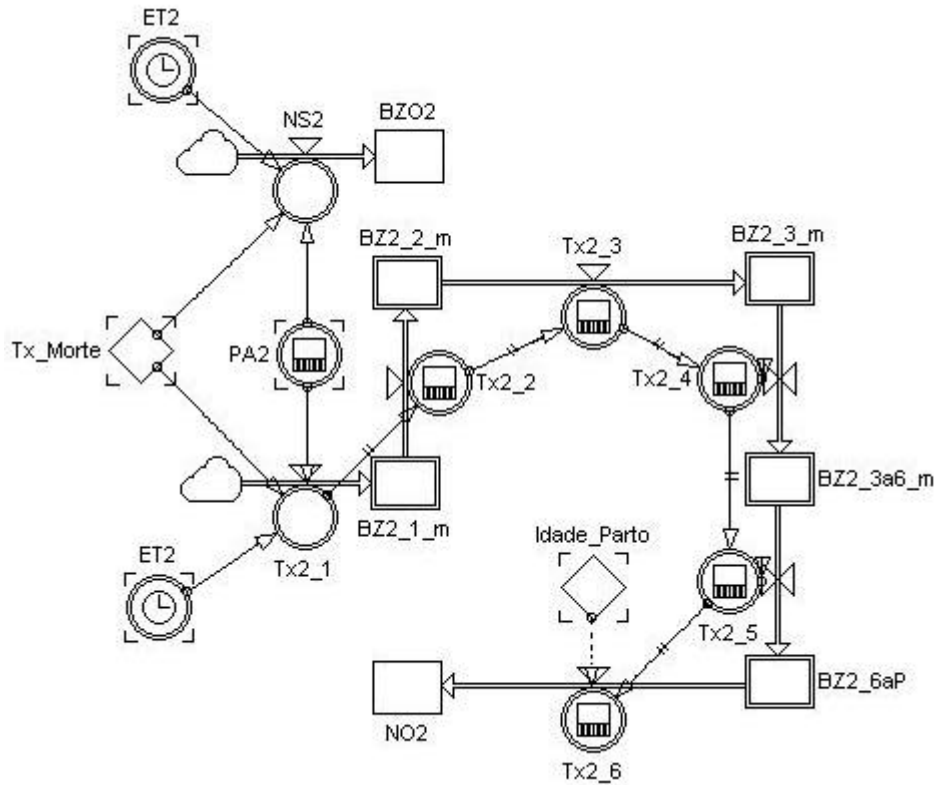 ET2
NS2
BZO2
BZ2_2_m
Tx2_3
BZ2_3_m
Tx_Morte
PA2
Tx2_2
Tx2_4
BZ2_1_m
BZ2_3a6_m
ET2
Tx2_1
Idade_Parto
Tx2_5
NO2
BZ2_6aP
Tx2_6